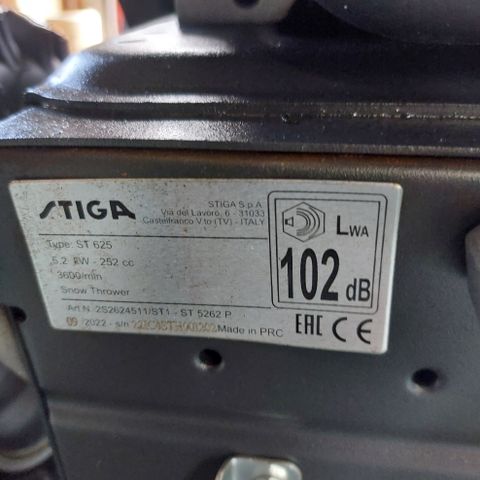 STIGA
STIGA S.p.A.
Via del Lavoro, 6 - 31033
Castelfranco V.to (TV) - ITALY
Type: ST 625
5.2 kW - 252 cc
3600/min
Snow Thrower
Art.N. 2S2624511/ST1 - ST 5262 P
09 /2022 - s/n Made in PRC
LWA
102 dB
EAC CE